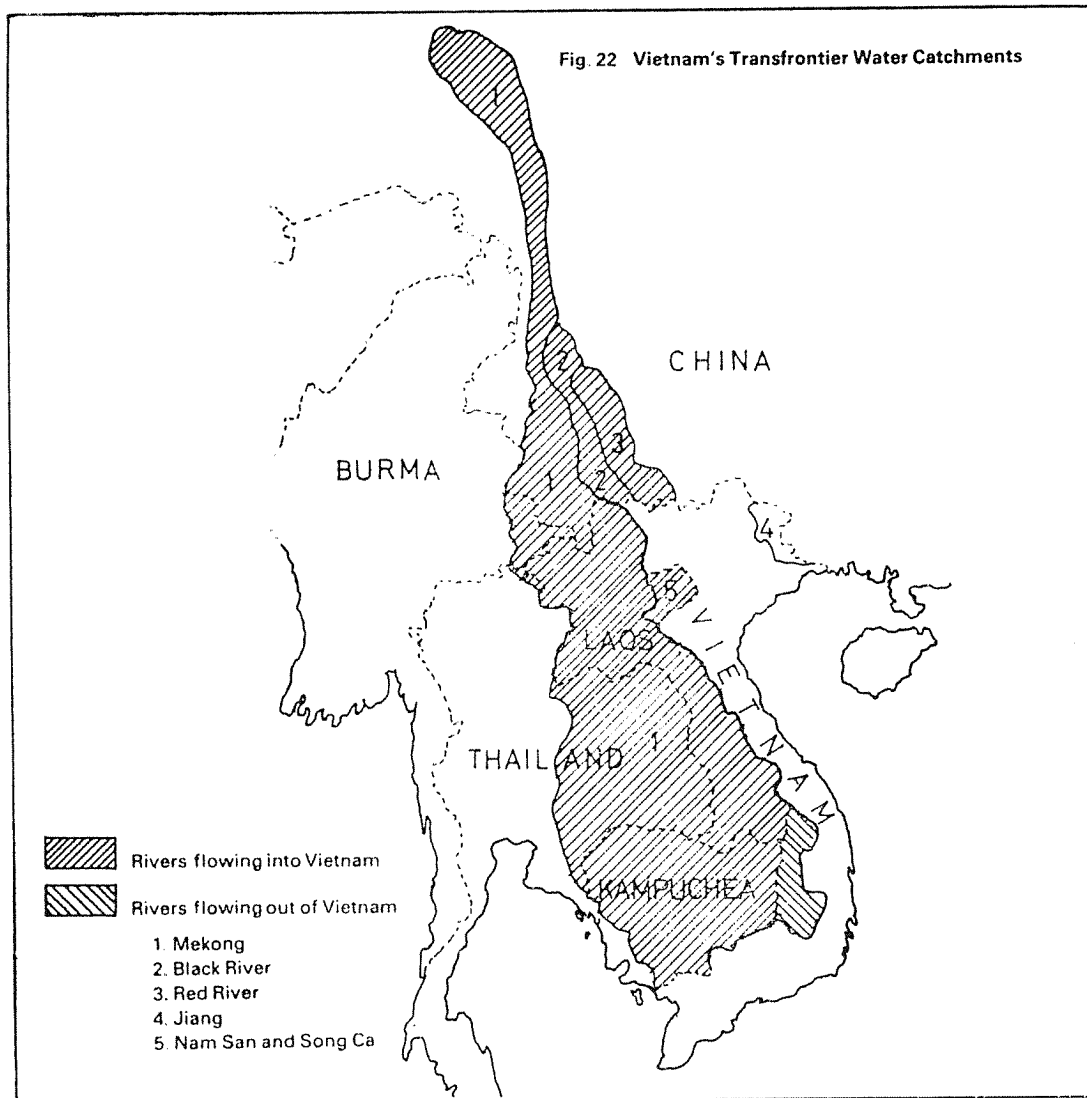 Fig. 22 Vietnam's Transfrontier Water Catchments
1
CHINA
2
3
BURMA
1
2
4
5
LAOS
VIETNAM
THAILAND
1
KAMPUCHEA
Rivers flowing into Vietnam
Rivers flowing out of Vietnam
1. Mekong
2. Black River
3. Red River
4. Jiang
5. Nam San and Song Ca